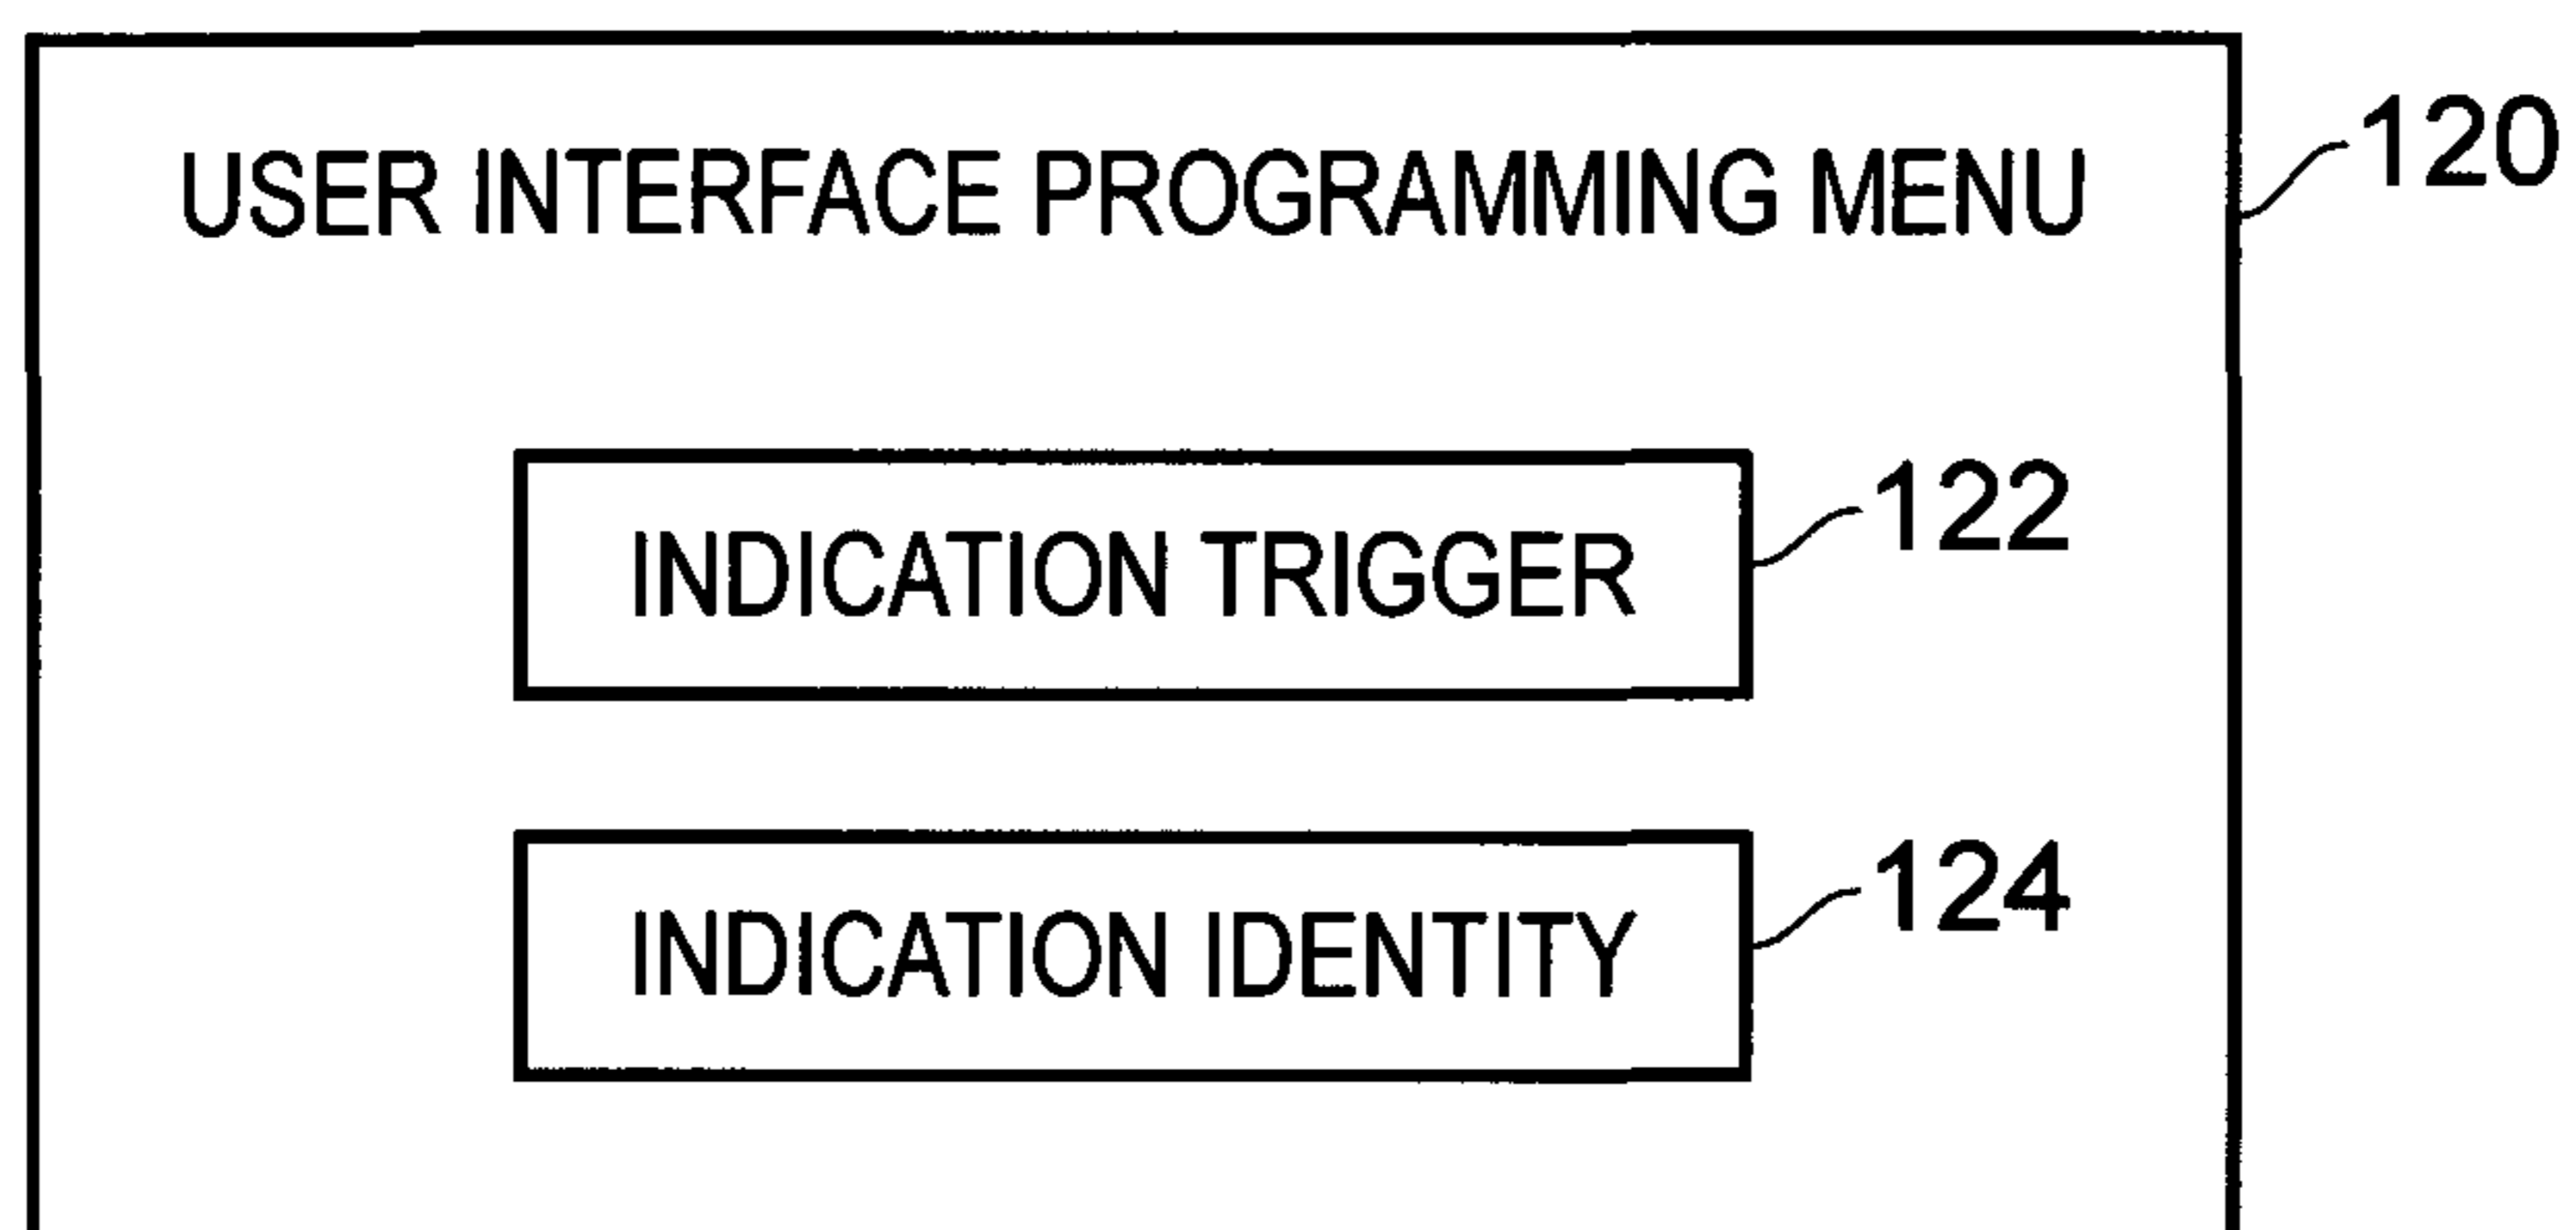 USER INTERFACE PROGRAMMING MENU
120
INDICATION TRIGGER
122
INDICATION IDENTITY
124